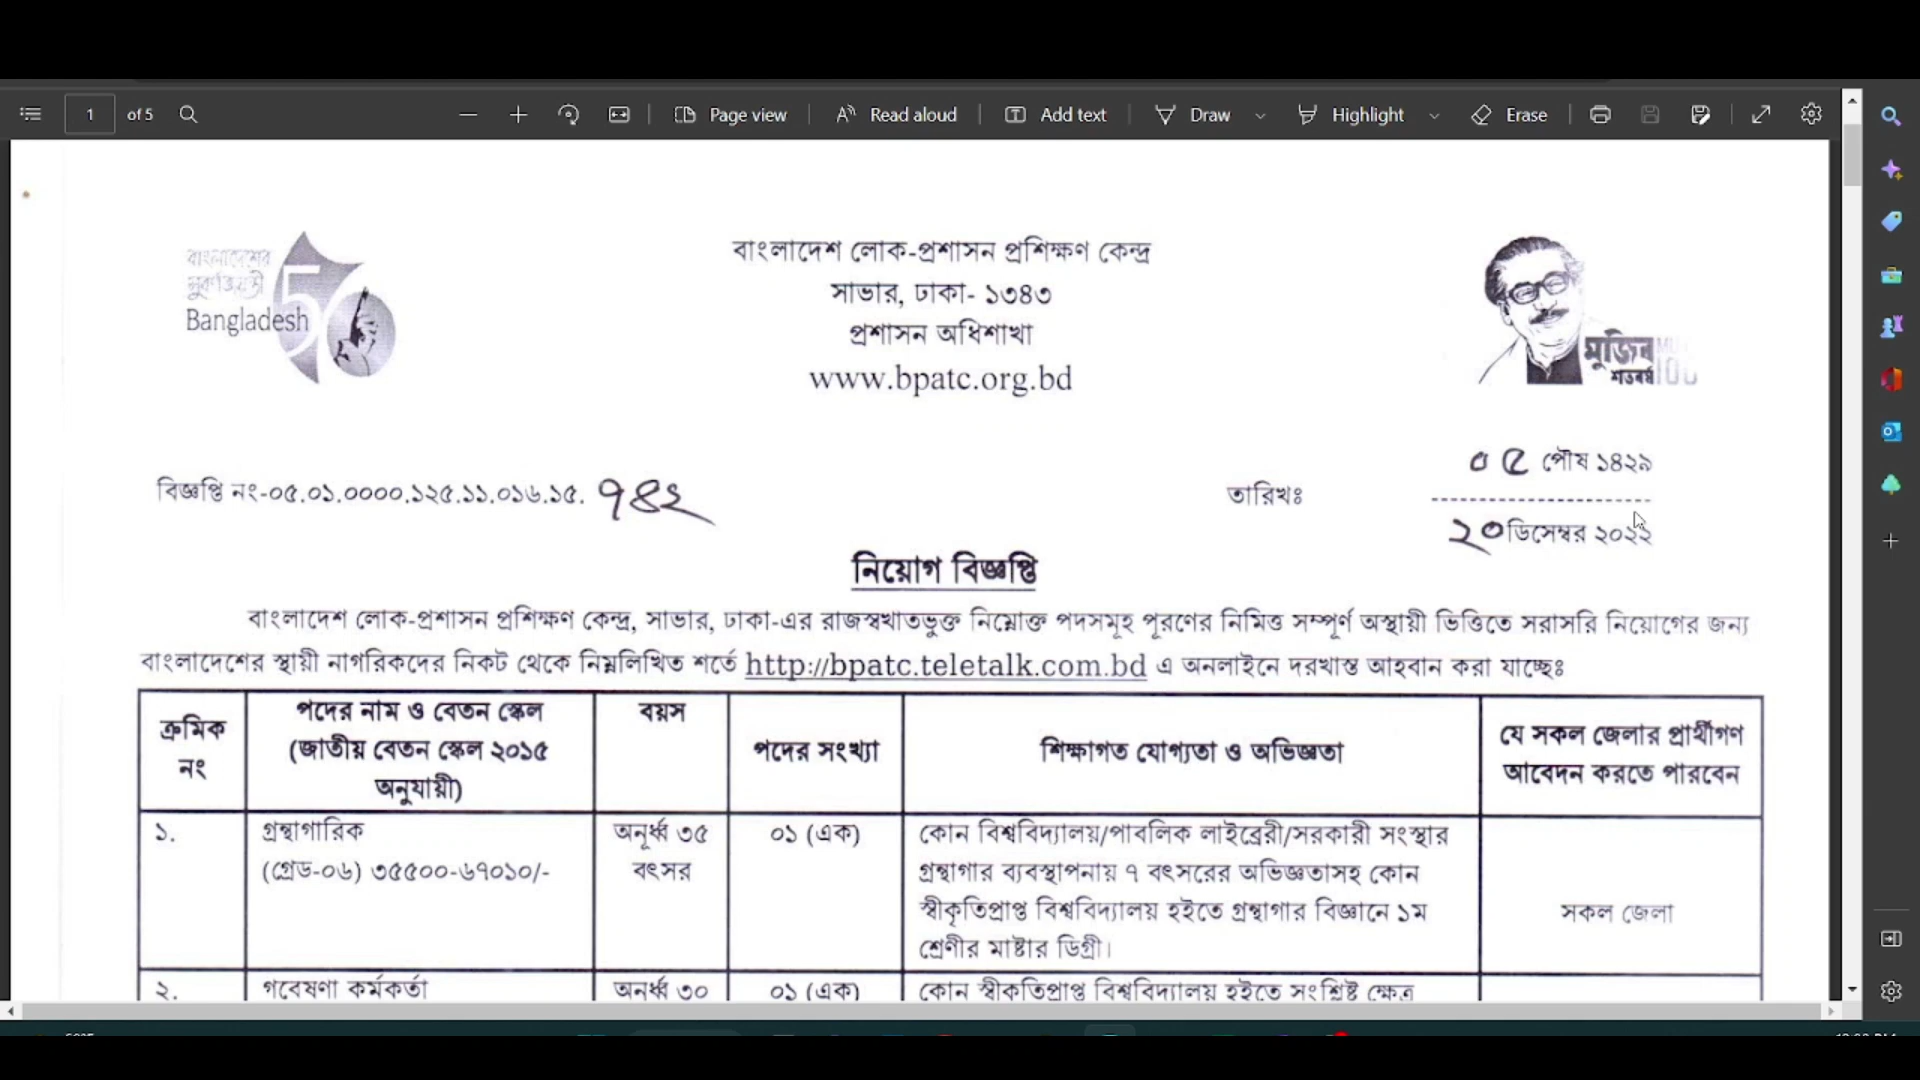 1 of 5 Page view Read aloud Add text Draw Highlight Erase
বাংলাদেশের
সুবর্ণজয়ন্তী
50
Bangladesh
বাংলাদেশ লোক-প্রশাসন প্রশিক্ষণ কেন্দ্র
সাভার, ঢাকা- ১৩৪৩
প্রশাসন অধিশাখা
www.bpatc.org.bd
মুজিব
শতবর্ষ 100
বিজ্ঞপ্তি নং-০৫.০১.০০০০.১২৫.১১.০১৬.১৫. ৭৪২
তারিখঃ
০৫ পৌষ ১৪২৯
২০ ডিসেম্বর ২০২২
নিয়োগ বিজ্ঞপ্তি
বাংলাদেশ লোক-প্রশাসন প্রশিক্ষণ কেন্দ্র, সাভার, ঢাকা-এর রাজস্বখাতভুক্ত নিম্নোক্ত পদসমূহ পূরণের নিমিত্ত সম্পূর্ণ অস্থায়ী ভিত্তিতে সরাসরি নিয়োগের জন্য
বাংলাদেশের স্থায়ী নাগরিকদের নিকট থেকে নিম্নলিখিত শর্তে http://bpatc.teletalk.com.bd এ অনলাইনে দরখাস্ত আহবান করা যাচ্ছেঃ
ক্রমিক
নং
পদের নাম ও বেতন স্কেল
(জাতীয় বেতন স্কেল ২০১৫
অনুযায়ী)
বয়স
পদের সংখ্যা
শিক্ষাগত যোগ্যতা ও অভিজ্ঞতা
যে সকল জেলার প্রার্থীগণ
আবেদন করতে পারবেন
১.
গ্রন্থাগারিক
(গ্রেড-০৬) ৩৫৫০০-৬৭০১০/-
অনূর্ধ্ব ৩৫
বৎসর
০১ (এক)
কোন বিশ্ববিদ্যালয়/পাবলিক লাইব্রেরী/সরকারী সংস্থার
গ্রন্থাগার ব্যবস্থাপনায় ৭ বৎসরের অভিজ্ঞতাসহ কোন
স্বীকৃতিপ্রাপ্ত বিশ্ববিদ্যালয় হইতে গ্রন্থাগার বিজ্ঞানে ১ম
শ্রেণীর মাষ্টার ডিগ্রী।
সকল জেলা
২.
গবেষণা কর্মকর্তা
অনূর্ধ্ব ৩০
০১ (এক)
কোন স্বীকৃতিপ্রাপ্ত বিশ্ববিদ্যালয় হইতে সংশ্লিষ্ট ক্ষেত্র